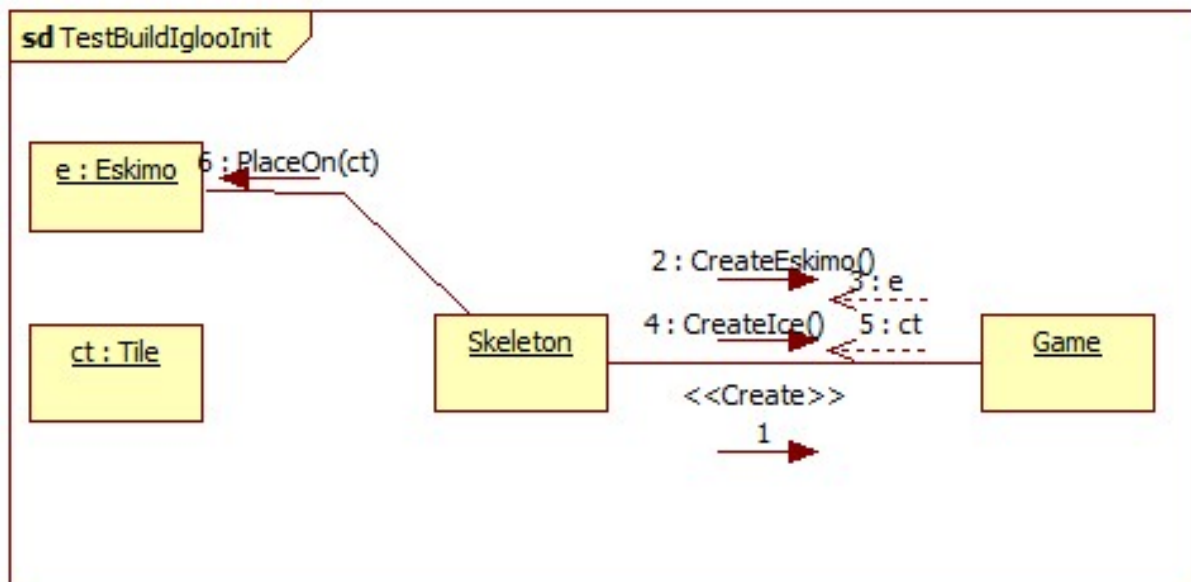 sd TestBuildIglooInit
e : Eskimo
6 : PlaceOn(ct)
2 : CreateEskimo()
3 : e
ct : Tile
Skeleton
4 : CreateIce()
5 : ct
Game
<<Create>>
1